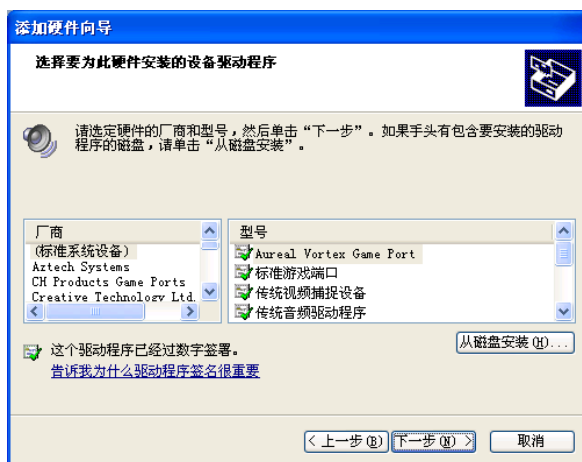 添加硬件向导
选择要为此硬件安装的设备驱动程序
请选定硬件的厂商和型号，然后单击“下一步”。如果手头有包含要安装的驱动
程序的磁盘，请单击“从磁盘安装”。
厂商
(标准系统设备)
Aztech Systems
CH Products Game Ports
Creative Technology Ltd.
型号
Aureal Vortex Game Port
标准游戏端口
传统视频捕捉设备
传统音频驱动程序
这个驱动程序已经过数字签署。
告诉我为什么驱动程序签名很重要
从磁盘安装(H)...
< 上一步(B)
下一步(N) >
取消